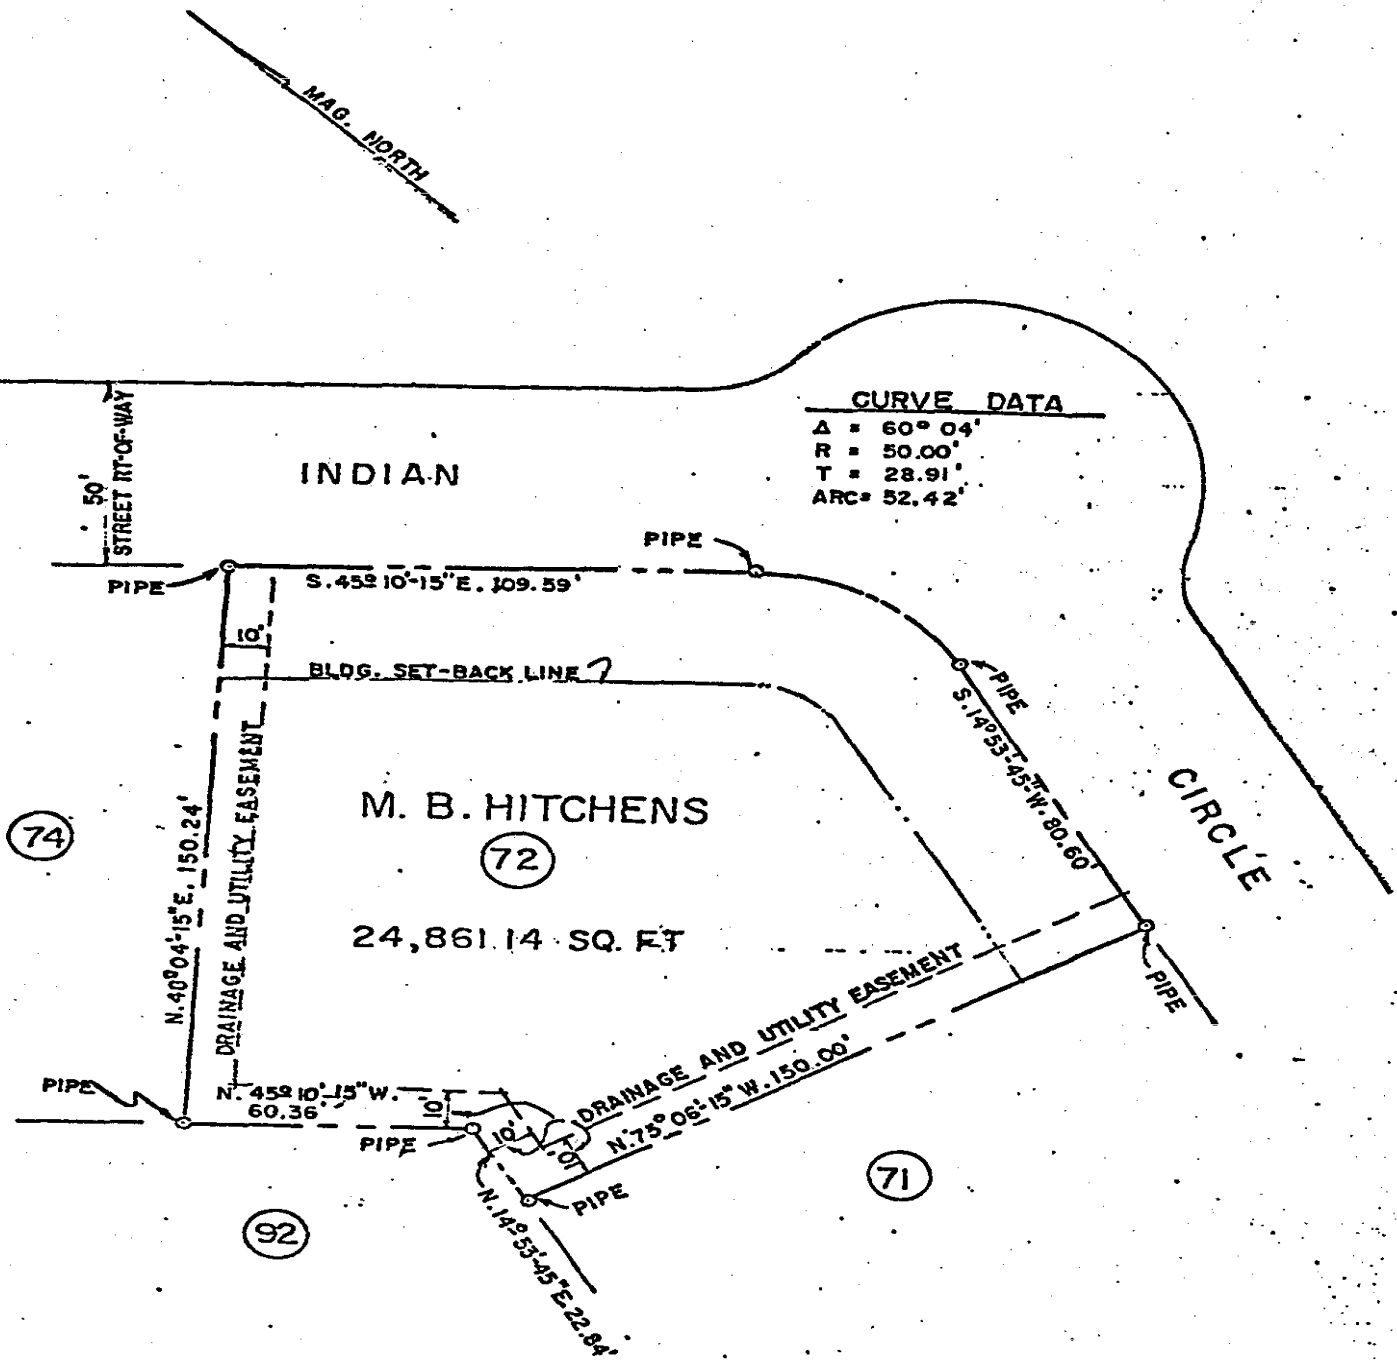 MAG. NORTH
CURVE DATA
Δ = 60° 04'
R = 50.00'
T = 28.91'
ARC= 52.42'
50'
STREET RT-OF-WAY
INDIAN
PIPE
PIPE
S. 45° 10'-15" E. 109.59'
10'
BLDG. SET-BACK LINE
PIPE
S. 14° 53'-45" W. 80.60'
CIRCLE
M. B. HITCHENS
74
72
N. 40° 04'-15" E. 150.24'
DRAINAGE AND UTILITY EASEMENT
24,861.14 SQ. FT
PIPE
DRAINAGE AND UTILITY EASEMENT
N. 75° 06'-15" W. 150.00'
PIPE
N. 45° 10'-15" W.
60.36'
10'
PIPE
10'
10'
PIPE
71
92
N. 14° 53'-45" E. 22.84'